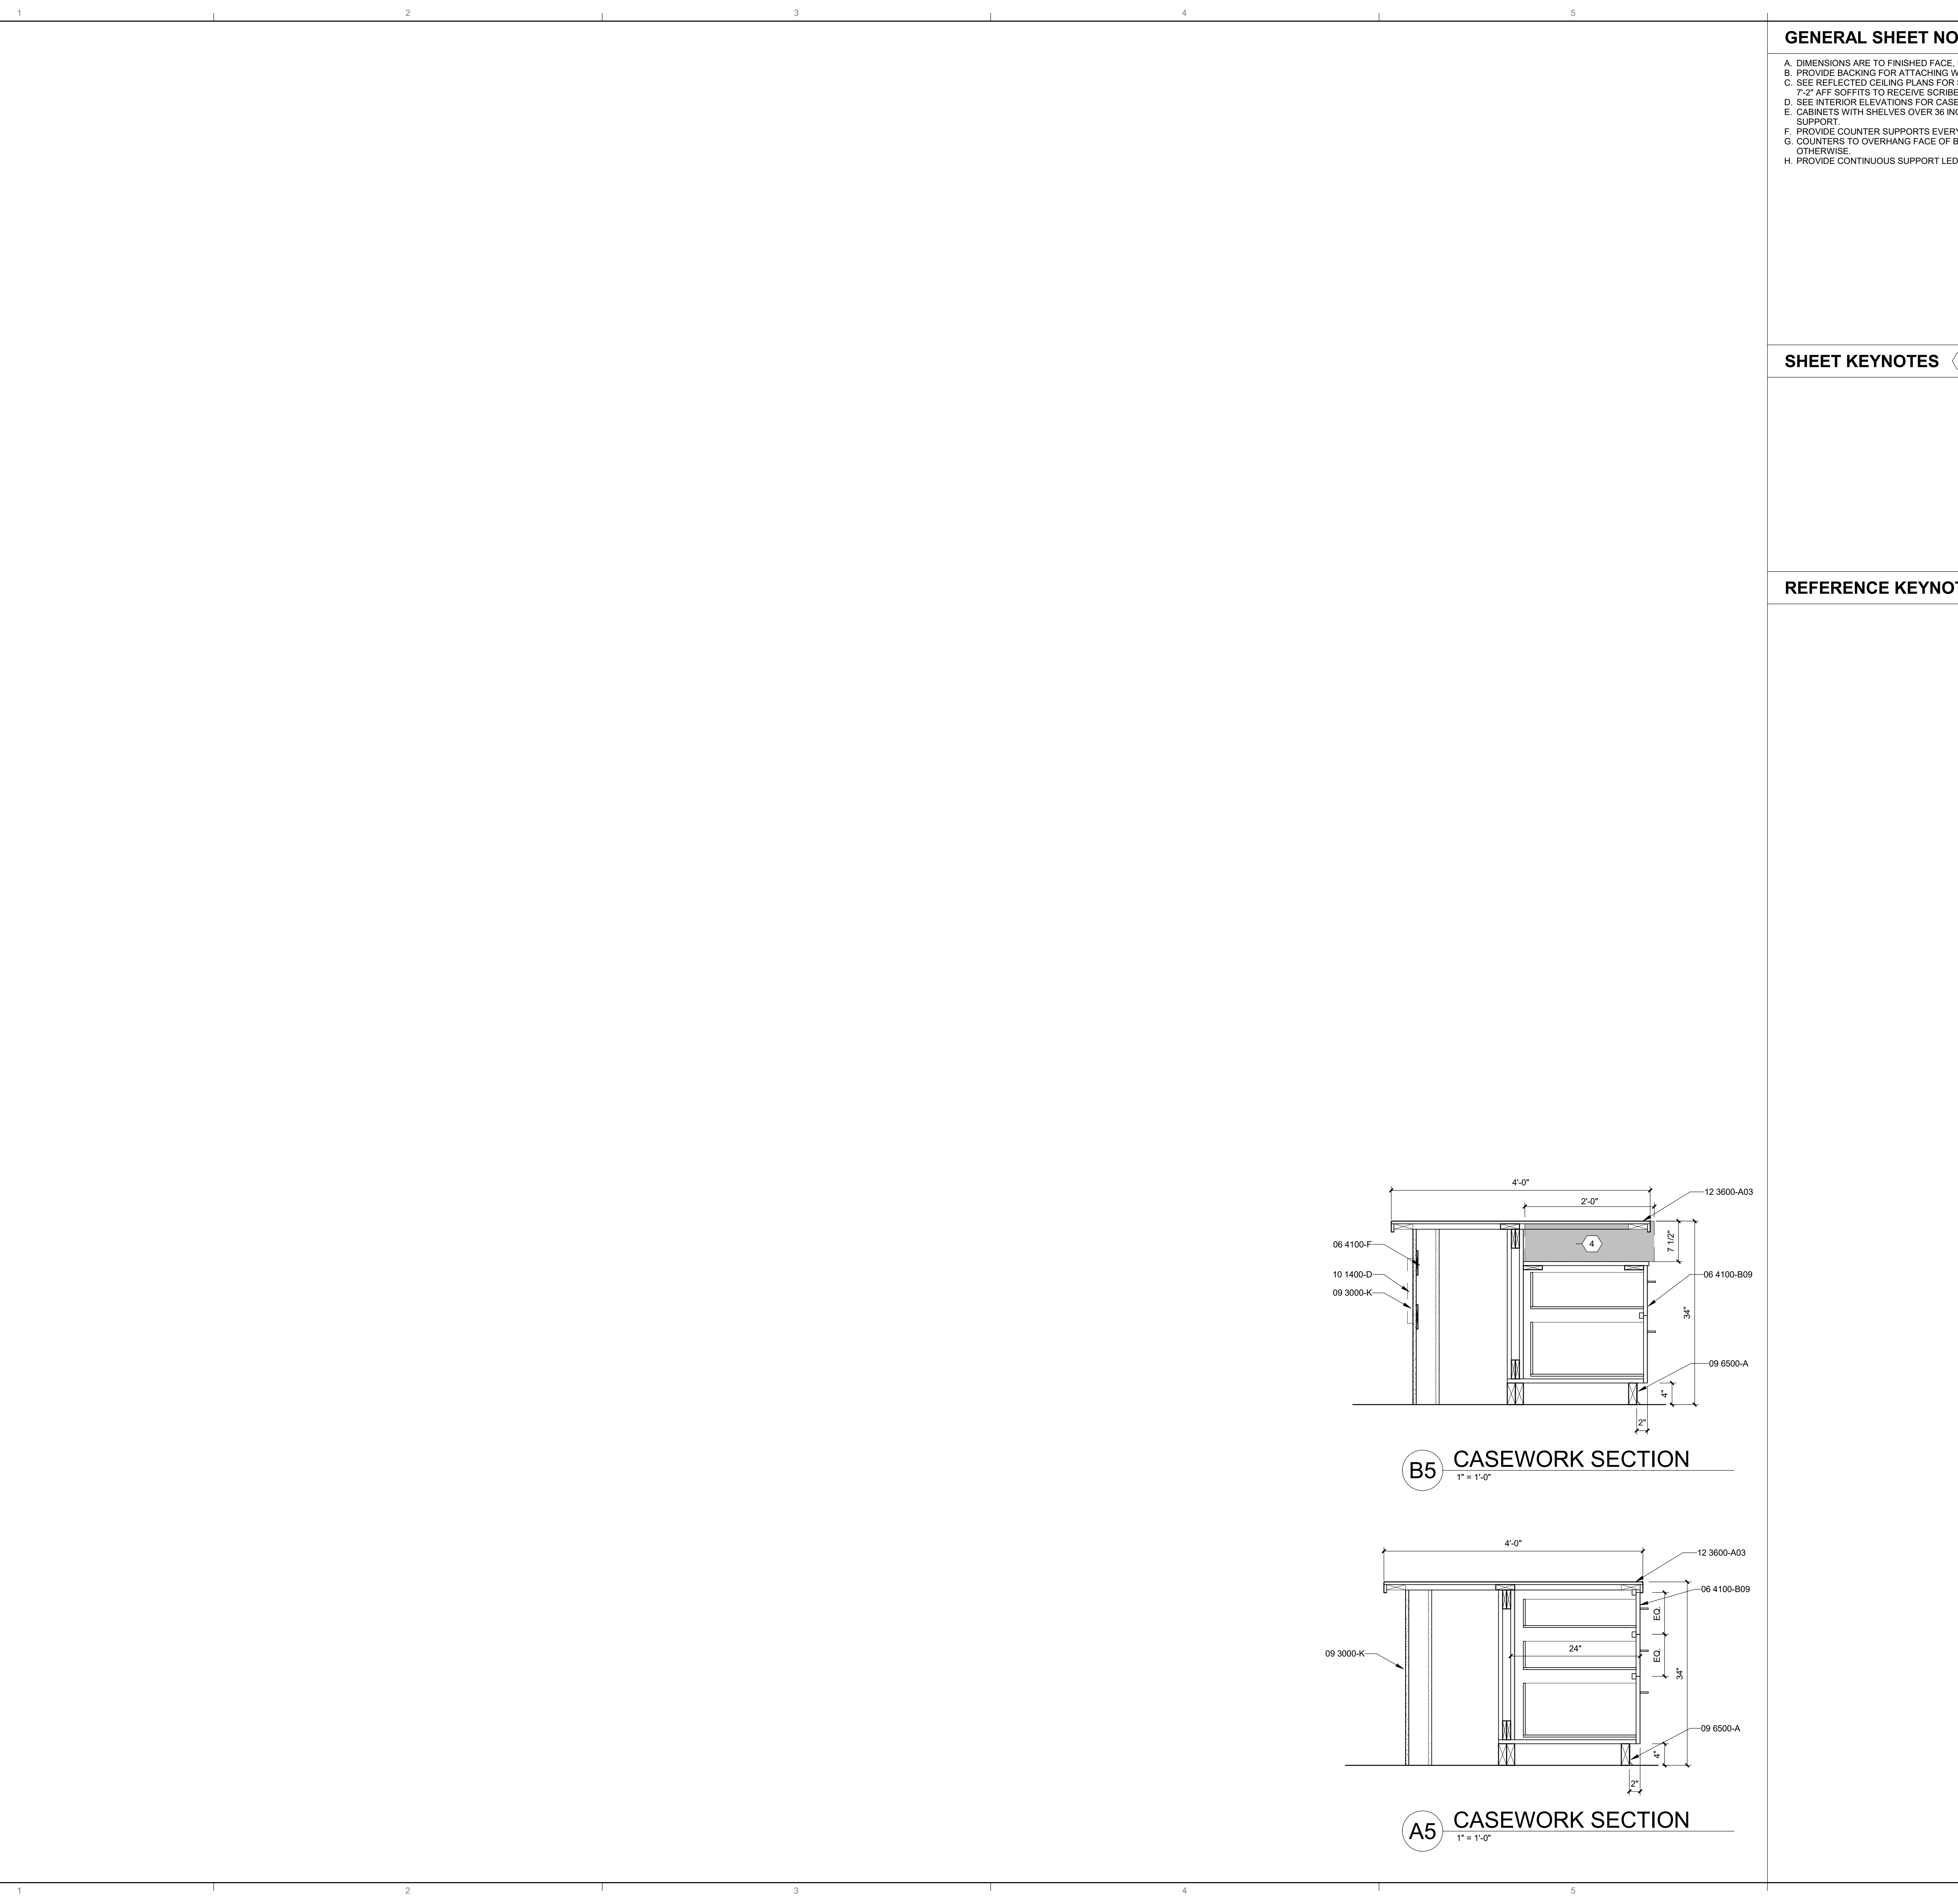 1 2 3 4 5
GENERAL SHEET NO
A. DIMENSIONS ARE TO FINISHED FACE,
B. PROVIDE BACKING FOR ATTACHING W
C. SEE REFLECTED CEILING PLANS FOR
7'-2" AFF SOFFITS TO RECEIVE SCRIBE
D. SEE INTERIOR ELEVATIONS FOR CASE
E. CABINETS WITH SHELVES OVER 36 IN
SUPPORT.
F. PROVIDE COUNTER SUPPORTS EVERY
G. COUNTERS TO OVERHANG FACE OF B
OTHERWISE.
H. PROVIDE CONTINUOUS SUPPORT LED
SHEET KEYNOTES
REFERENCE KEYNO
4'-0"
12 3600-A03
2'-0"
06 4100-F
4
7 1/2"
10 1400-D
06 4100-B09
09 3000-K
34"
09 6500-A
4"
2"
B5
CASEWORK SECTION
1" = 1'-0"
4'-0"
12 3600-A03
06 4100-B09
EQ.
24"
EQ.
09 3000-K
34"
09 6500-A
4"
2"
A5
CASEWORK SECTION
1" = 1'-0"
1 2 3 4 5